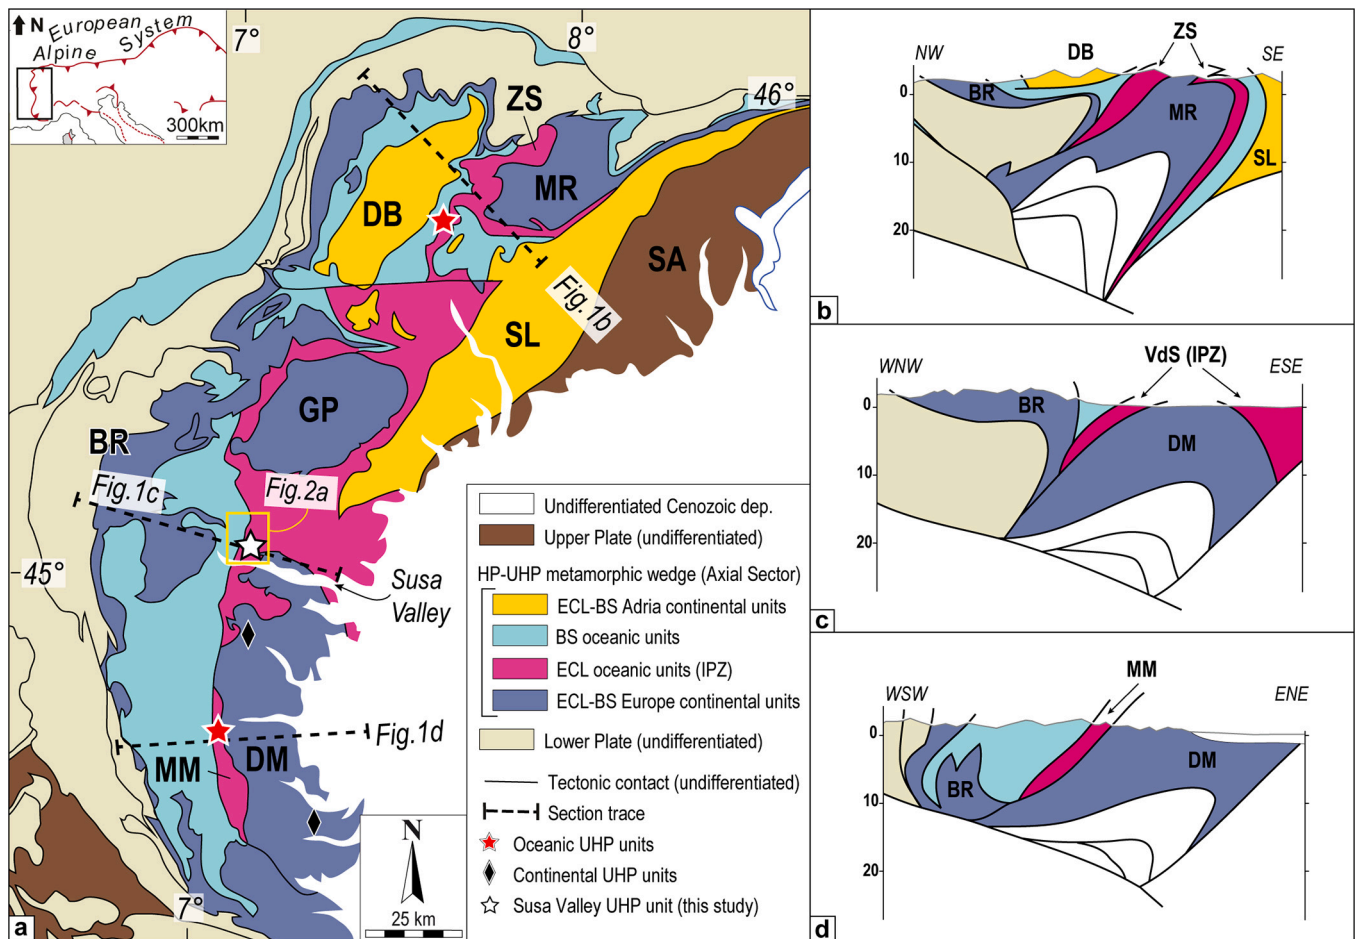 N
European
Alpine System
300km
7°
8°
46°
ZS
MR
DB
SA
Fig.1b
SL
GP
BR
Fig.1c
Fig.2a
45°
Susa
Valley
Fig.1d
MM
DM
7°
a
N
25 km
Undifferentiated Cenozoic dep.
Upper Plate (undifferentiated)
HP-UHP metamorphic wedge (Axial Sector)
ECL-BS Adria continental units
BS oceanic units
ECL oceanic units (IPZ)
ECL-BS Europe continental units
Lower Plate (undifferentiated)
Tectonic contact (undifferentiated)
Section trace
Oceanic UHP units
Continental UHP units
Susa Valley UHP unit (this study)
ZS
NW
DB
SE
BR
0
MR
SL
10
20
b
VdS (IPZ)
WNW
ESE
BR
0
DM
10
20
c
MM
WSW
ENE
0
DM
BR
10
20
d